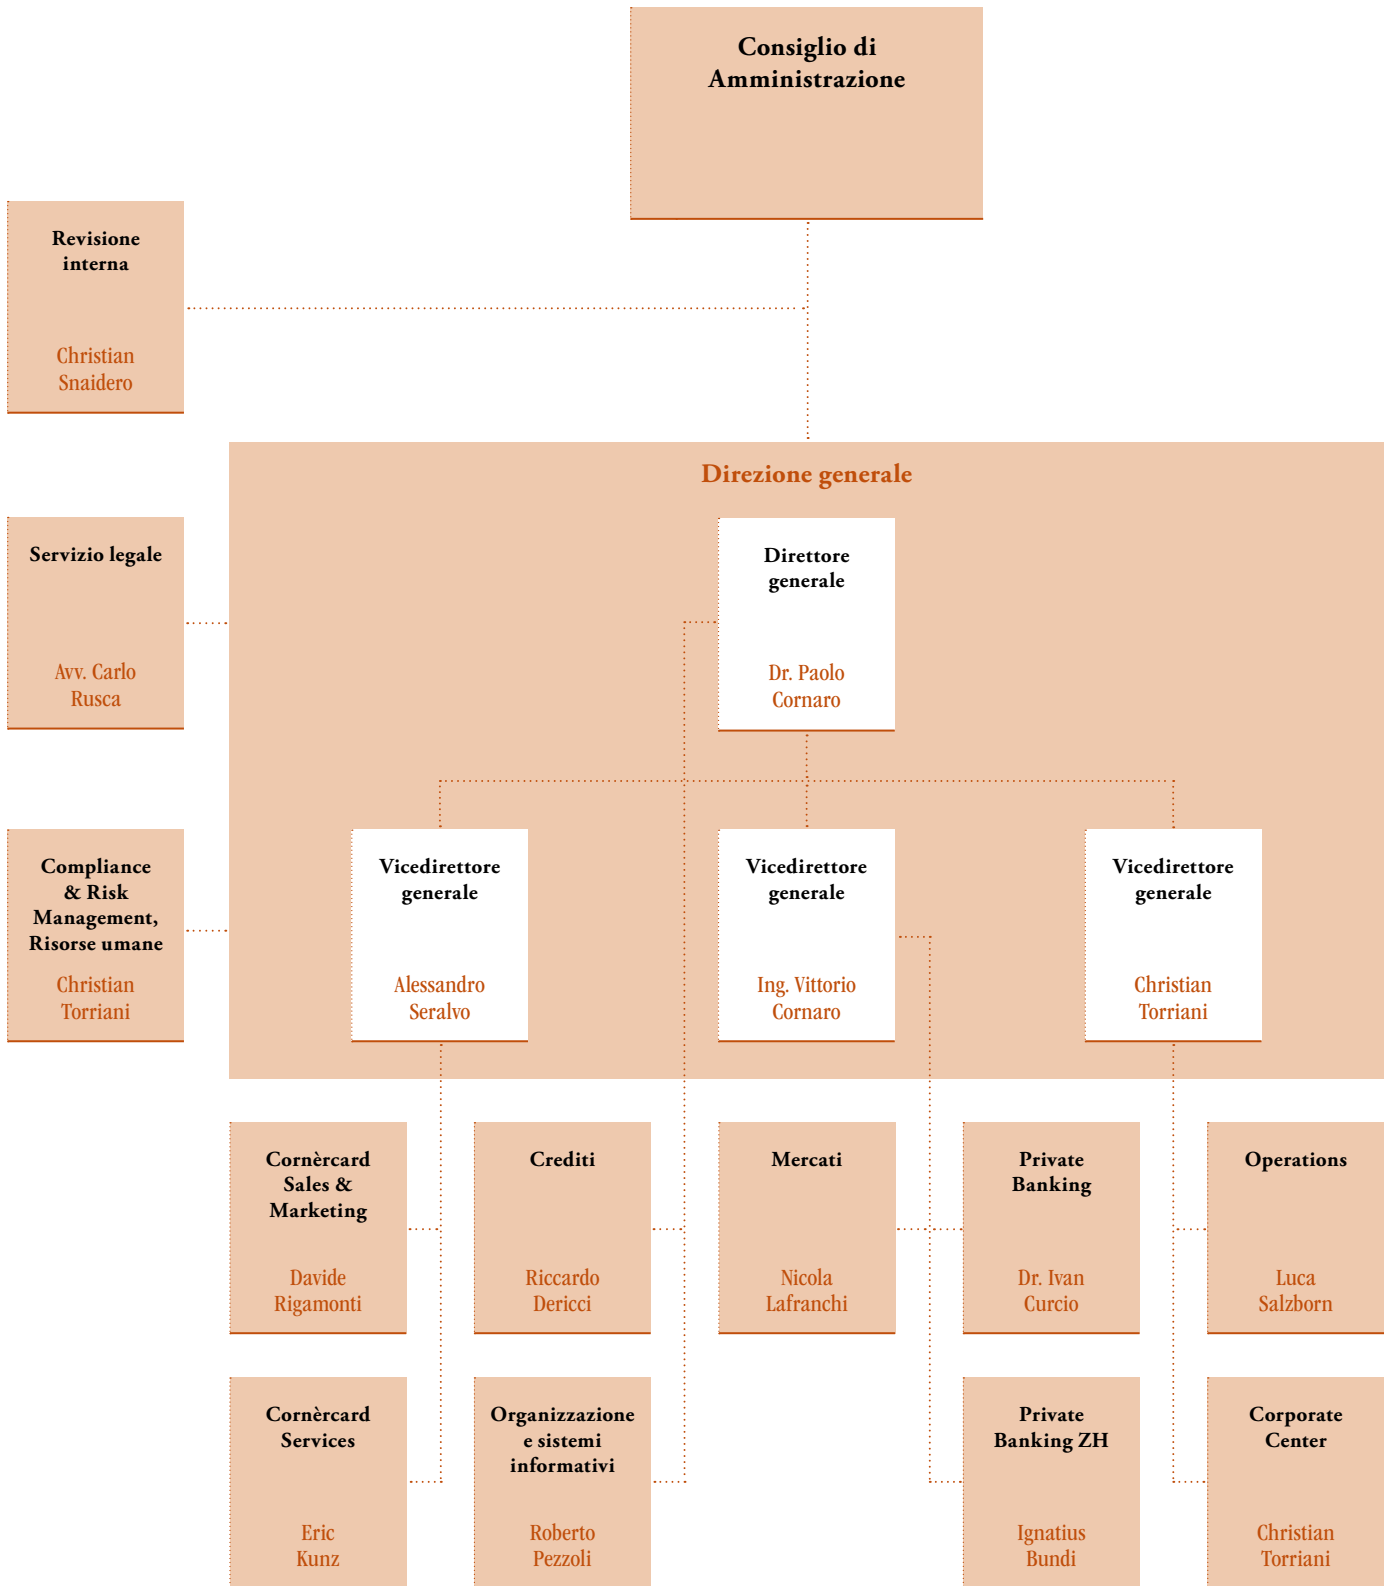 Consiglio di
Amministrazione
Revisione
interna
Christian
Snaidero
Direzione generale
Servizio legale
Avv. Carlo
Rusca
Direttore
generale
Dr. Paolo
Cornaro
Compliance
& Risk
Management,
Risorse umane
Christian
Torriani
Vicedirettore
generale
Alessandro
Seralvo
Vicedirettore
generale
Ing. Vittorio
Cornaro
Vicedirettore
generale
Christian
Torriani
Cornèrcard
Sales &
Marketing
Davide
Rigamonti
Crediti
Riccardo
Dericci
Mercati
Nicola
Lafranchi
Private
Banking
Dr. Ivan
Curcio
Operations
Luca
Salzborn
Cornèrcard
Services
Eric
Kunz
Organizzazione
e sistemi
informativi
Roberto
Pezzoli
Private
Banking ZH
Ignatius
Bundi
Corporate
Center
Christian
Torriani